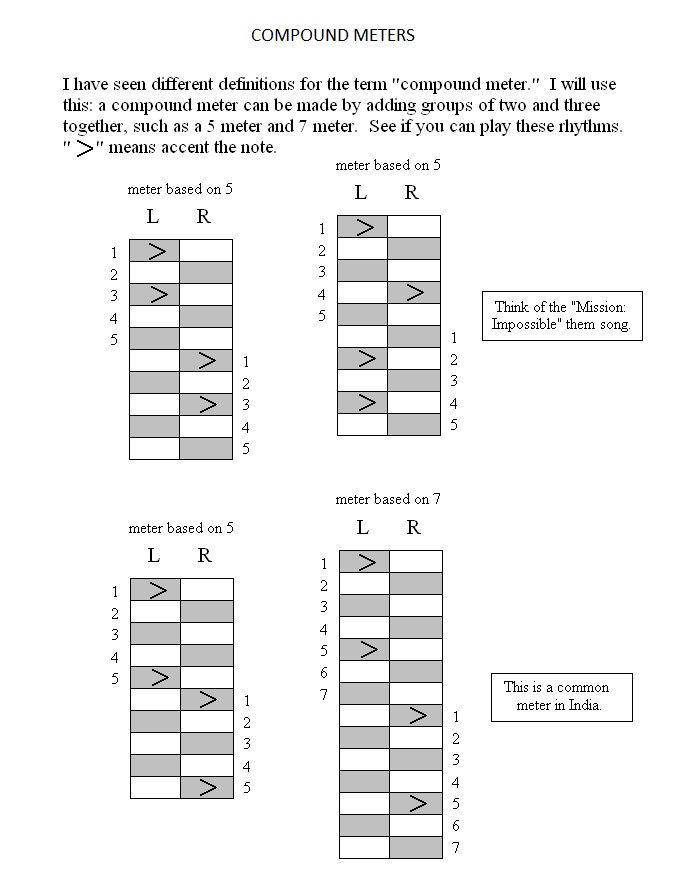 COMPOUND METERS
I have seen different definitions for the term "compound meter." I will use
this: a compound meter can be made by adding groups of two and three
together, such as a 5 meter and 7 meter. See if you can play these rhythms.
" >" means accent the note.
meter based on 5
L R
1 >
2
3 >
4
5
> 1
2
> 3
4
5
meter based on 5
L R
1 >
2
3
4 >
5
1
> 2
3
> 4
5
Think of the "Mission:
Impossible" them song.
meter based on 5
L R
1 >
2
3
4
5 >
> 1
2
3
4
> 5
meter based on 7
L R
1 >
2
3
4
5 >
6
7
> 1
2
3
4
> 5
6
7
This is a common
meter in India.